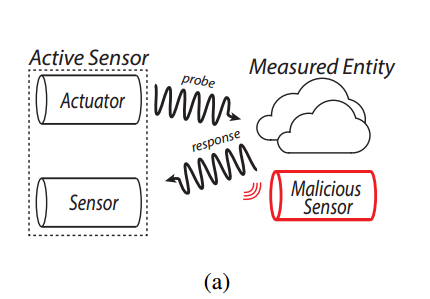 Active Sensor
Actuator
probe
Measured Entity
response
Sensor
Malicious
Sensor
(a)